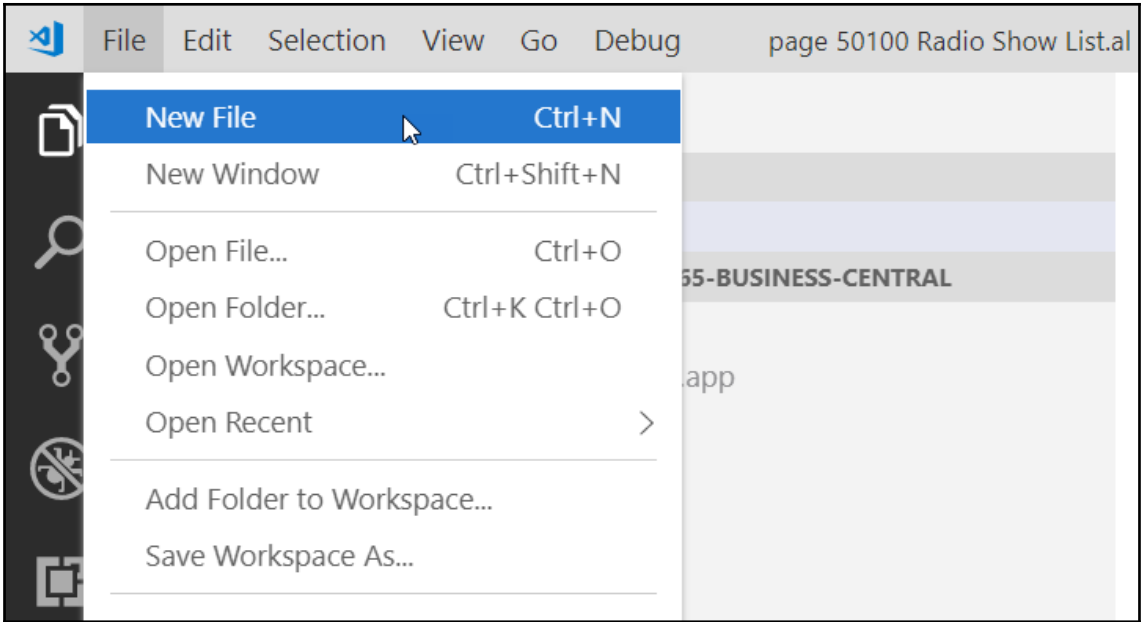 File Edit Selection View Go Debug page 50100 Radio Show List.al
New File Ctrl+N
New Window Ctrl+Shift+N
Open File... Ctrl+O
65-BUSINESS-CENTRAL
Open Folder... Ctrl+K Ctrl+O
Open Workspace...
.app
Open Recent
Add Folder to Workspace...
Save Workspace As...